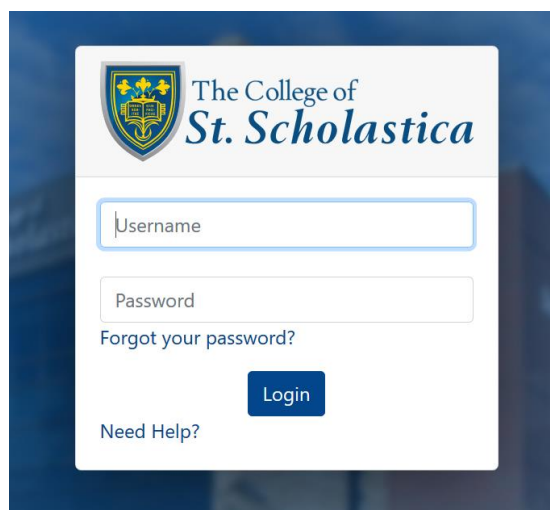 The College of
St. Scholastica
Username
Password
Forgot your password?
Login
Need Help?